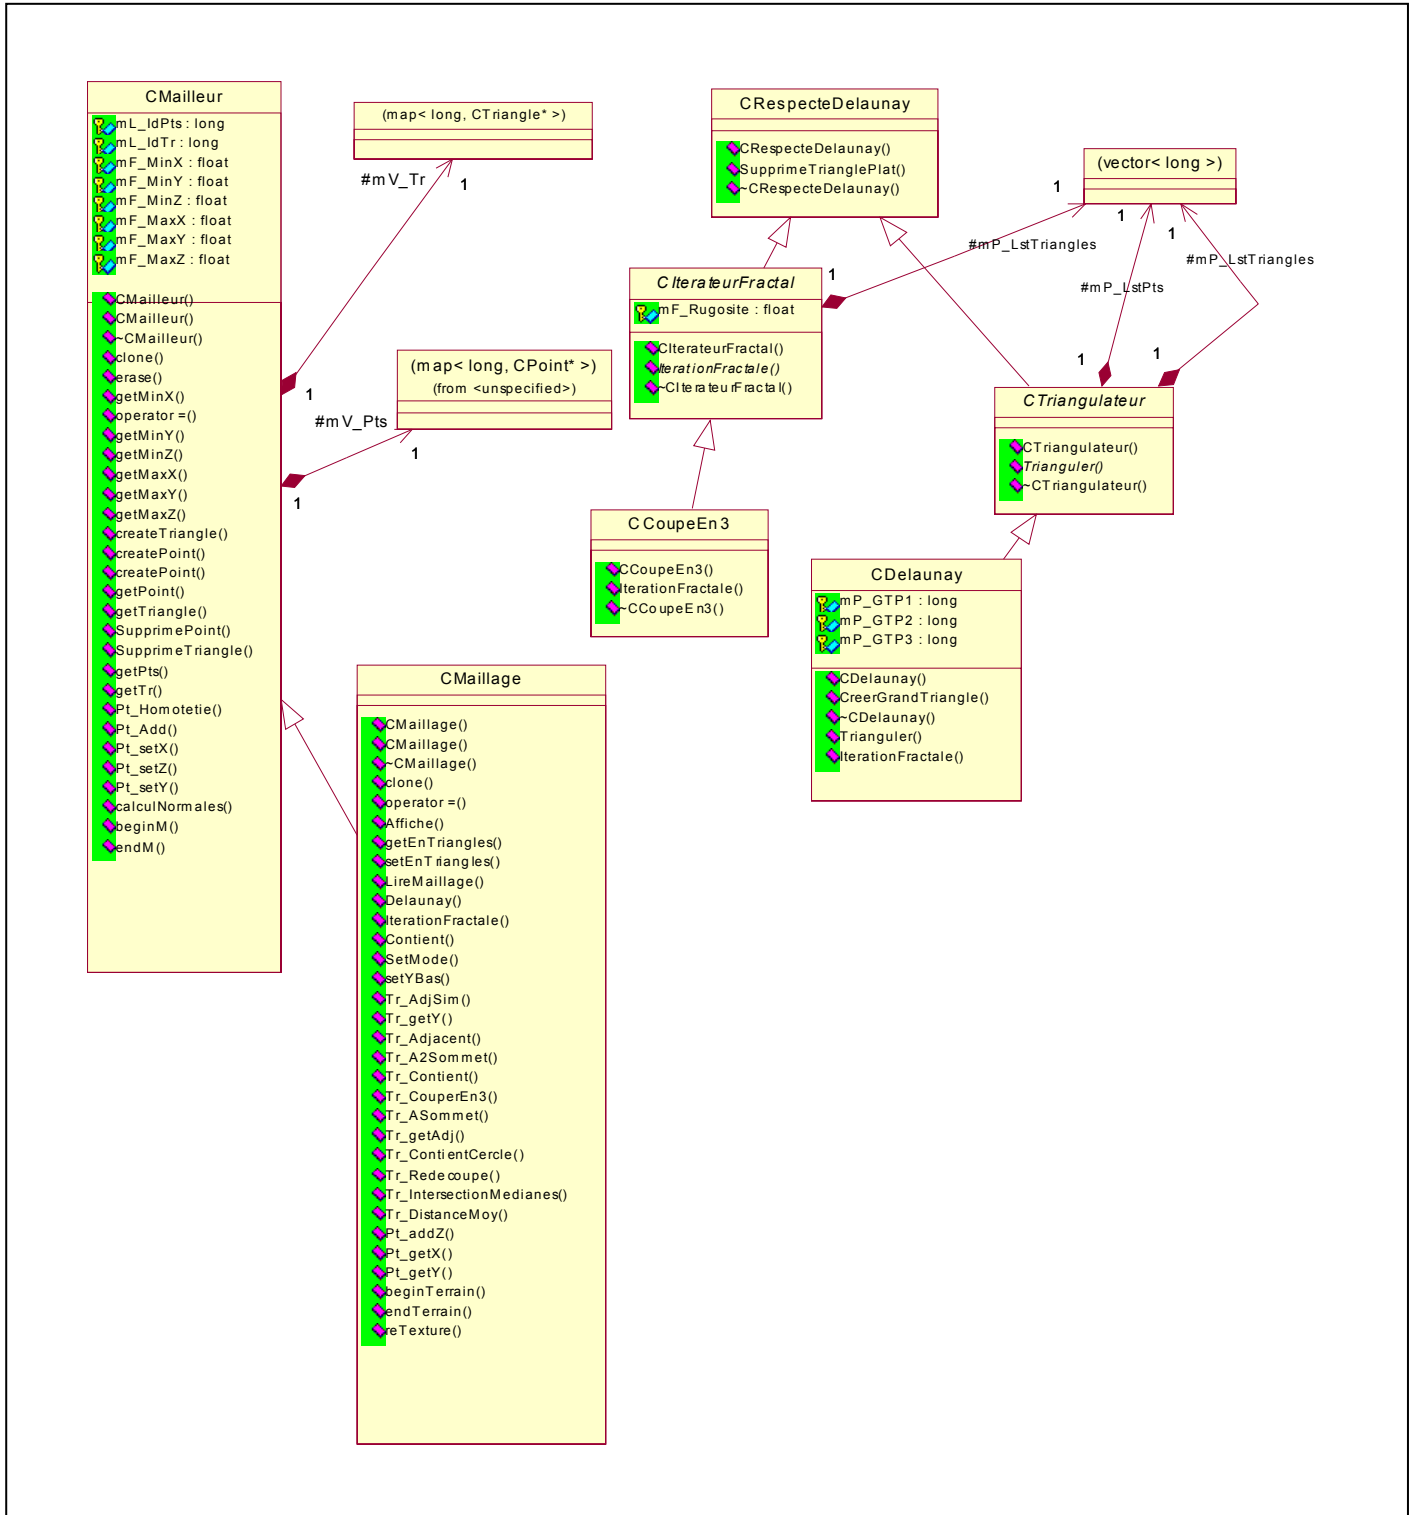 CMailleur
mL_IdPts : long
mL_IdTr : long
mF_MinX : float
mF_MinY : float
mF_MinZ : float
mF_MaxX : float
mF_MaxY : float
mF_MaxZ : float
CMailleur()
CMailleur()
~CMailleur()
clone()
erase()
getMinX()
operator =()
getMinY()
getMinZ()
getMaxX()
getMaxY()
getMaxZ()
createTriangle()
createPoint()
createPoint()
getPoint()
getTriangle()
SupprimePoint()
SupprimeTriangle()
getPts()
getTr()
Pt_Homotetie()
Pt_Add()
Pt_setX()
Pt_setZ()
Pt_setY()
calculNormales()
beginM()
endM()
(map< long, CTriangle* >)
#mV_Tr
1
1
(map< long, CPoint* >)
(from <unspecified>)
#mV_Pts
1
1
CMaillage
CMaillage()
CMaillage()
~CMaillage()
clone()
operator =()
Affiche()
getEnTriangles()
setEnTriangles()
LireMaillage()
Delaunay()
IterationFractale()
Contient()
SetMode()
setYBas()
Tr_AdjSim()
Tr_getY()
Tr_Adjacent()
Tr_A2Sommet()
Tr_Contient()
Tr_CouperEn3()
Tr_ASommet()
Tr_getAdj()
Tr_ContientCercle()
Tr_Redecoupe()
Tr_IntersectionMedianes()
Tr_DistanceMoy()
Pt_addZ()
Pt_getX()
Pt_getY()
beginTerrain()
endTerrain()
reTexture()
CRespecteDelaunay
CRespecteDelaunay()
SupprimeTrianglePlat()
~CRespecteDelaunay()
(vector< long >)
1
1
1
#mP_LstTriangles
#mP_LstTriangles
#mP_LstPts
1
1
1
CIterateurFractal
mF_Rugosite : float
CIterateurFractal()
IterationFractale()
~CIterateurFractal()
CTriangulateur
CTriangulateur()
Trianguler()
~CTriangulateur()
CCoupeEn3
CCoupeEn3()
IterationFractale()
~CCoupeEn3()
CDelaunay
mP_GTP1 : long
mP_GTP2 : long
mP_GTP3 : long
CDelaunay()
CreerGrandTriangle()
~CDelaunay()
Trianguler()
IterationFractale()